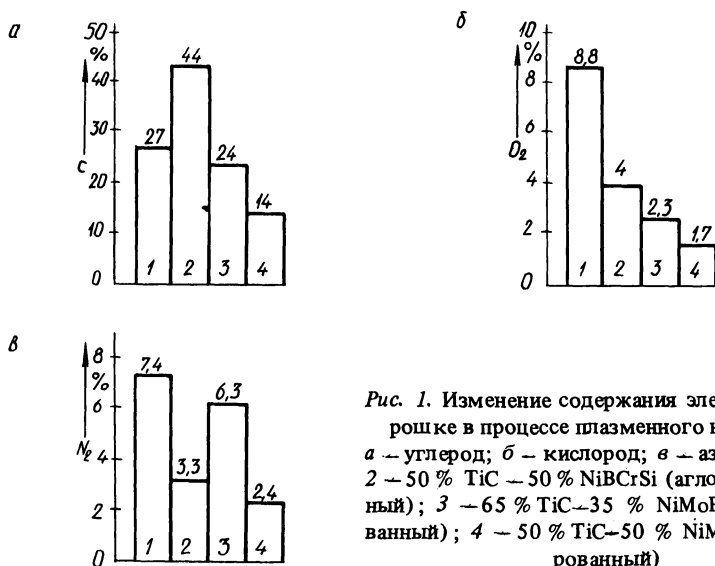 а
50
%
40
30
C
20
10
0
27
44
24
14
1 2 3 4
б
10
%
8
6
O2
4
2
0
8,8
4
2,3
1,7
1 2 3 4
в
8
%
6
N2
4
2
0
7,4
3,3
6,3
2,4
1 2 3 4
Рис. 1. Изменение содержания эле
рошке в процессе плазменного н
а – углерод; б – кислород; в – аз
2 – 50 % TiC – 50 % NiBCrSi (агло
ный); 3 – 65 % TiC–35 % NiMoB
ванный); 4 – 50 % TiC–50 % NiM
рованный)